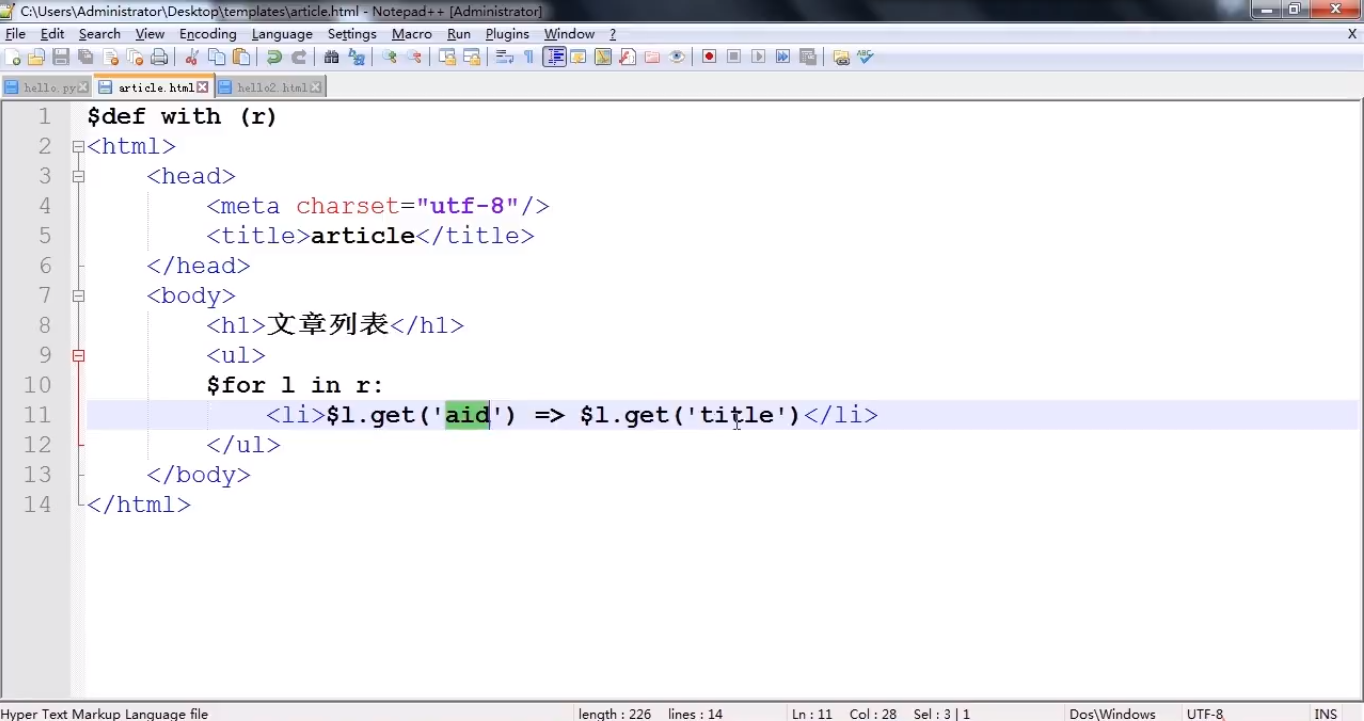 C:\Users\Administrator\Desktop\templates\article.html - Notepad++ [Administrator]
File Edit Search View Encoding Language Settings Macro Run Plugins Window ? X
hello.py article.html hello2.html
1 $def with (r)
2 <html>
3 <head>
4 <meta charset="utf-8"/>
5 <title>article</title>
6 </head>
7 <body>
8 <h1>文章列表</h1>
9 <ul>
10 $for l in r:
11 <li>$l.get('aid') => $l.get('title')</li>
12 </ul>
13 </body>
14 </html>
Hyper Text Markup Language file length : 226 lines : 14 Ln : 11 Col : 28 Sel : 3 | 1 Dos\Windows UTF-8 INS